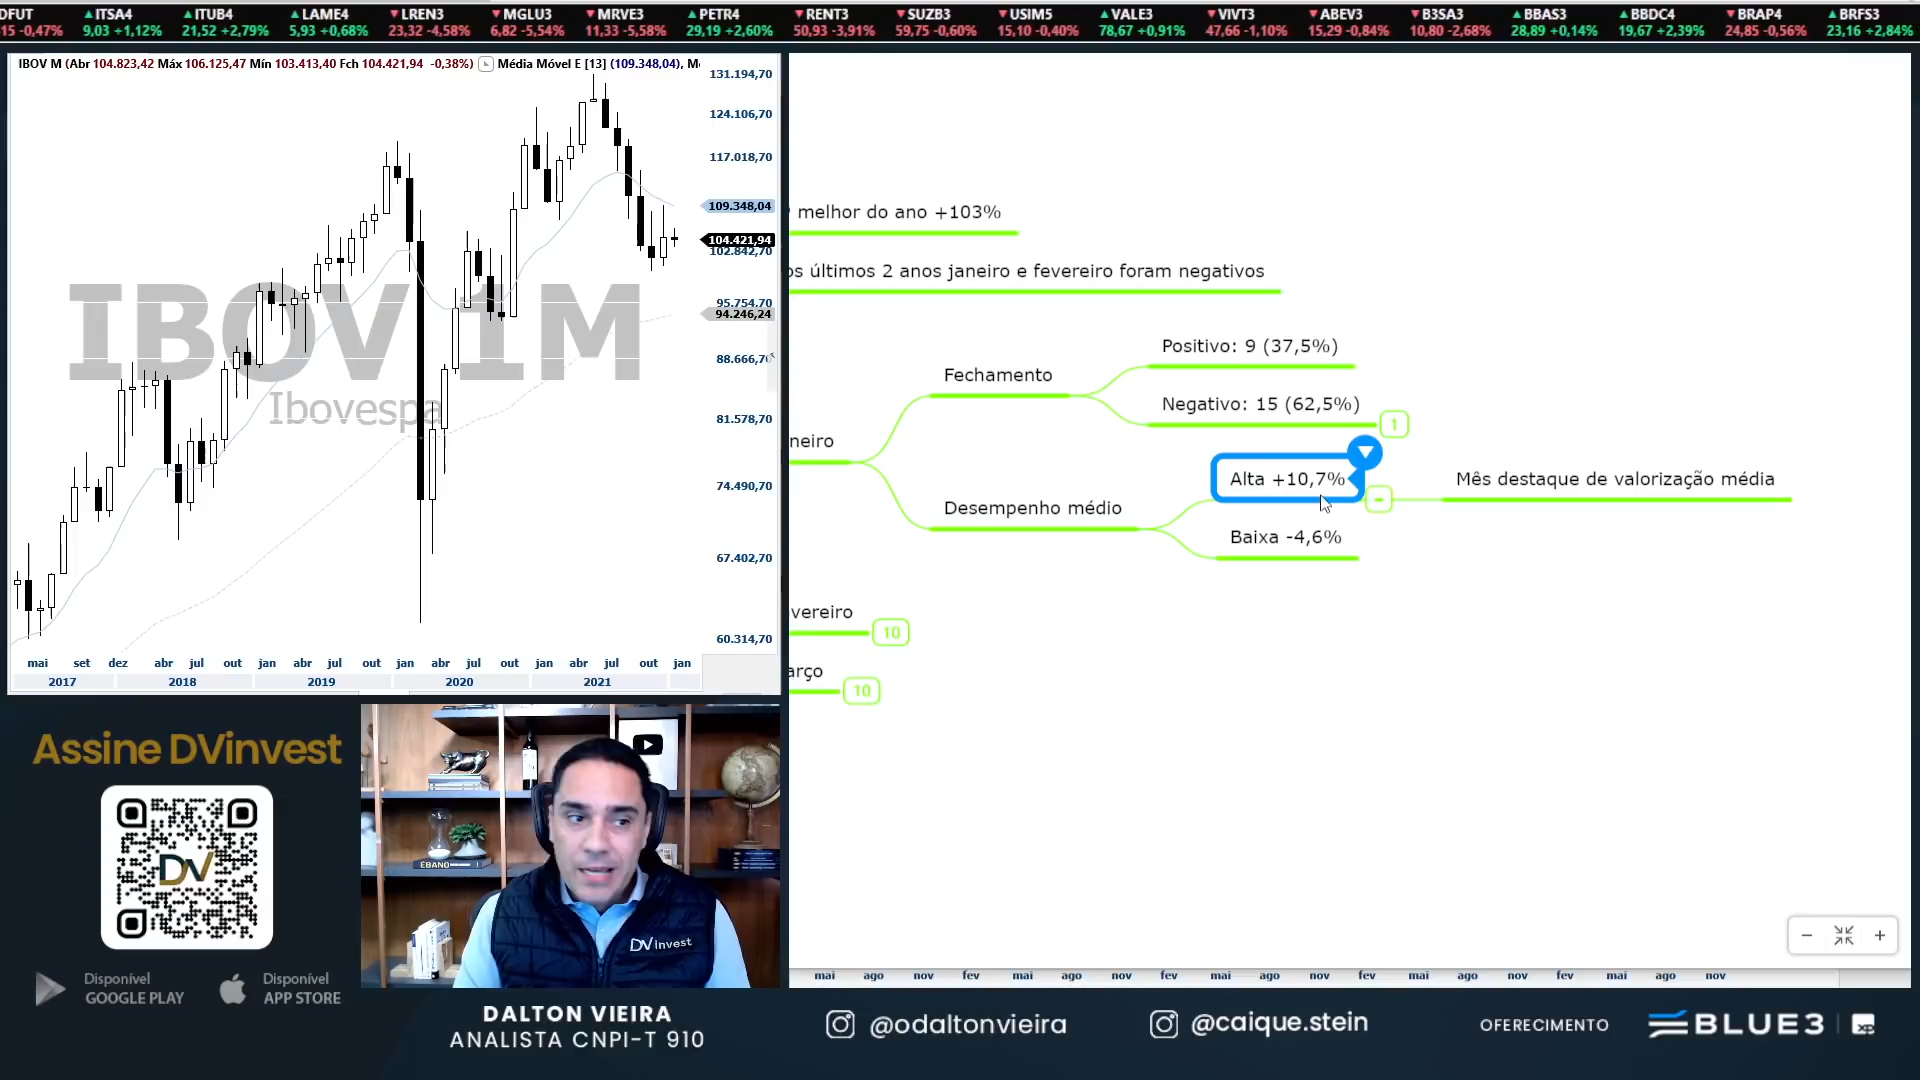 DFUT ▲ITSA4 ▲ITUB4 ▲LAME4 ▼LREN3 ▼MGLU3 ▼MRVE3 ▲PETR4 ▼RENT3 ▼SUZB3 ▼USIM5 ▲VALE3 ▼VIVT3 ▼ABEV3 ▼B3SA3 ▲BBAS3 ▲BBDC4 ▼BRAP4 ▲BRFS3
15 -0,47% 9,03 +1,12% 21,52 +2,79% 5,93 +0,68% 23,32 -4,58% 6,82 -5,54% 11,33 -5,58% 29,19 +2,60% 50,93 -3,91% 59,75 -0,60% 15,10 -0,40% 78,67 +0,91% 47,66 -1,10% 15,29 -0,84% 10,80 -2,68% 28,89 +0,14% 19,67 +2,39% 24,85 -0,56% 23,16 +2,84%
IBOV M (Abr 104.823,42 Máx 106.125,47 Mín 103.413,40 Fch 104.421,94 -0,38%) Média Móvel E [13] (109.348,04), M
131.194,70
124.106,70
117.018,70
109.348,04
104.421,94
102.842,70
95.754,70
94.246,24
88.666,70
81.578,70
74.490,70
67.402,70
60.314,70
IBOV 1M
Ibovespa
mai set dez abr jul out jan abr jul out jan abr jul out jan abr jul out jan
2017 2018 2019 2020 2021
melhor do ano +103%
os últimos 2 anos janeiro e fevereiro foram negativos
Positivo: 9 (37,5%)
Fechamento
Negativo: 15 (62,5%)
1
neiro
Alta +10,7%
-
Mês destaque de valorização média
Desempenho médio
Baixa -4,6%
vereiro
10
arço
10
− +
mai ago nov fev mai ago nov fev mai ago nov fev mai ago nov fev mai ago nov
Assine DVinvest
DV
Disponível
GOOGLE PLAY
Disponível
APP STORE
ÉBANO
DV invest
DALTON VIEIRA
ANALISTA CNPI-T 910
@odaltonvieira
@caique.stein
OFERECIMENTO
BLUE3
xp